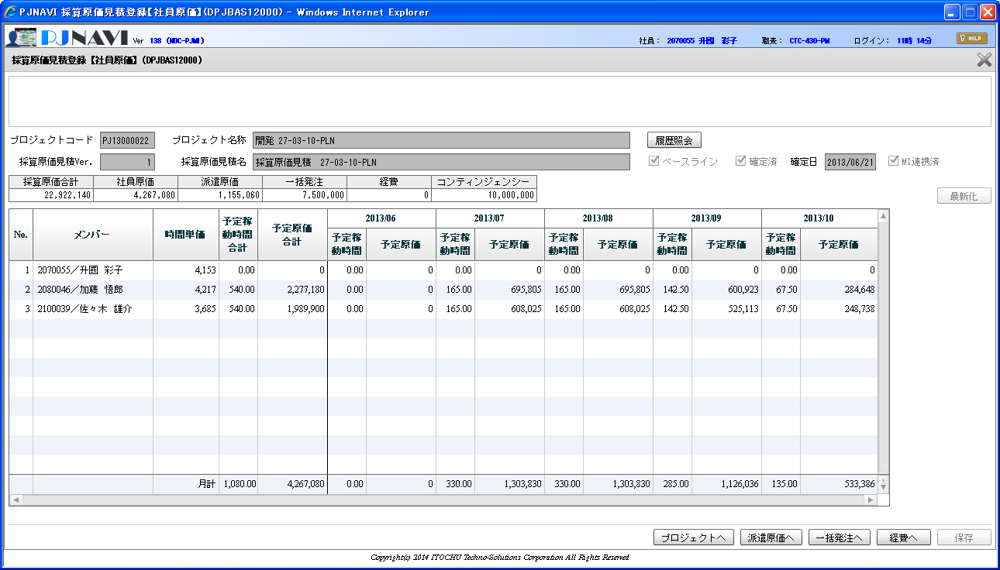 PJNAVI 採算原価見積登録【社員原価】(DPJBAS12000) - Windows Internet Explorer
PJNAVI Ver 138 (NDC-PJMI) 社員： 2070055 升國 彩子 職責： CTC-430-PM ログイン： 11時 14分 ? HELP
採算原価見積登録【社員原価】(DPJBAS12000)
プロジェクトコード PJ13000022 プロジェクト名称 開発 27-03-10-PLN 履歴照会
採算原価見積Ver. 1 採算原価見積名 採算原価見積 27-03-10-PLN ベースライン 確定済 確定日 2013/06/21 MI連携済
採算原価合計 社員原価 派遣原価 一括発注 経費 コンティンジェンシー
22,922,140 4,267,080 1,155,060 7,500,000 0 10,000,000
最新化
No. メンバー 時間単価 予定稼動時間合計 予定原価合計 2013/06 2013/07 2013/08 2013/09 2013/10
予定稼動時間 予定原価 予定稼動時間 予定原価 予定稼動時間 予定原価 予定稼動時間 予定原価 予定稼動時間 予定原価
1 2070055／升國 彩子 4,153 0.00 0 0.00 0 0.00 0 0.00 0 0.00 0 0.00 0
2 2080046／加藤 悟郎 4,217 540.00 2,277,180 0.00 0 165.00 695,805 165.00 695,805 142.50 600,923 67.50 284,648
3 2100039／佐々木 雄介 3,685 540.00 1,989,900 0.00 0 165.00 608,025 165.00 608,025 142.50 525,113 67.50 248,738
月計 1,080.00 4,267,080 0.00 0 330.00 1,303,830 330.00 1,303,830 285.00 1,126,036 135.00 533,386
プロジェクトへ 派遣原価へ 一括発注へ 経費へ 保存
Copyright(c) 2014 ITOCHU Techno-Solutions Corporation All Rights Reserved